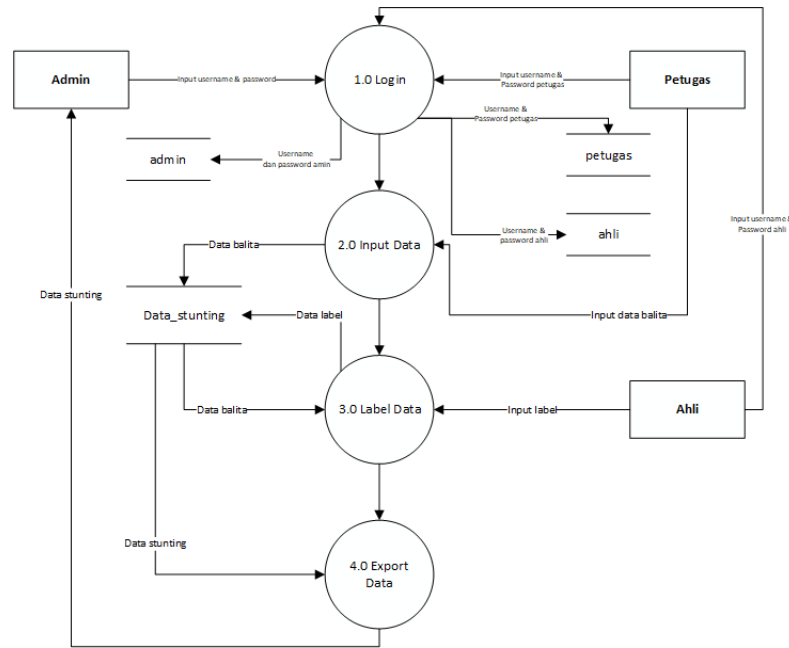 Admin
Input username & password
1.0 Login
Input username &
Password petugas
Petugas
Username &
Password petugas
admin
Username
dan password amin
petugas
Input username &
Password ahli
Username &
password ahli
ahli
Data balita
2.0 Input Data
Data stunting
Data_stunting
Data label
Input data balita
Data balita
3.0 Label Data
Input label
Ahli
Data stunting
4.0 Export
Data